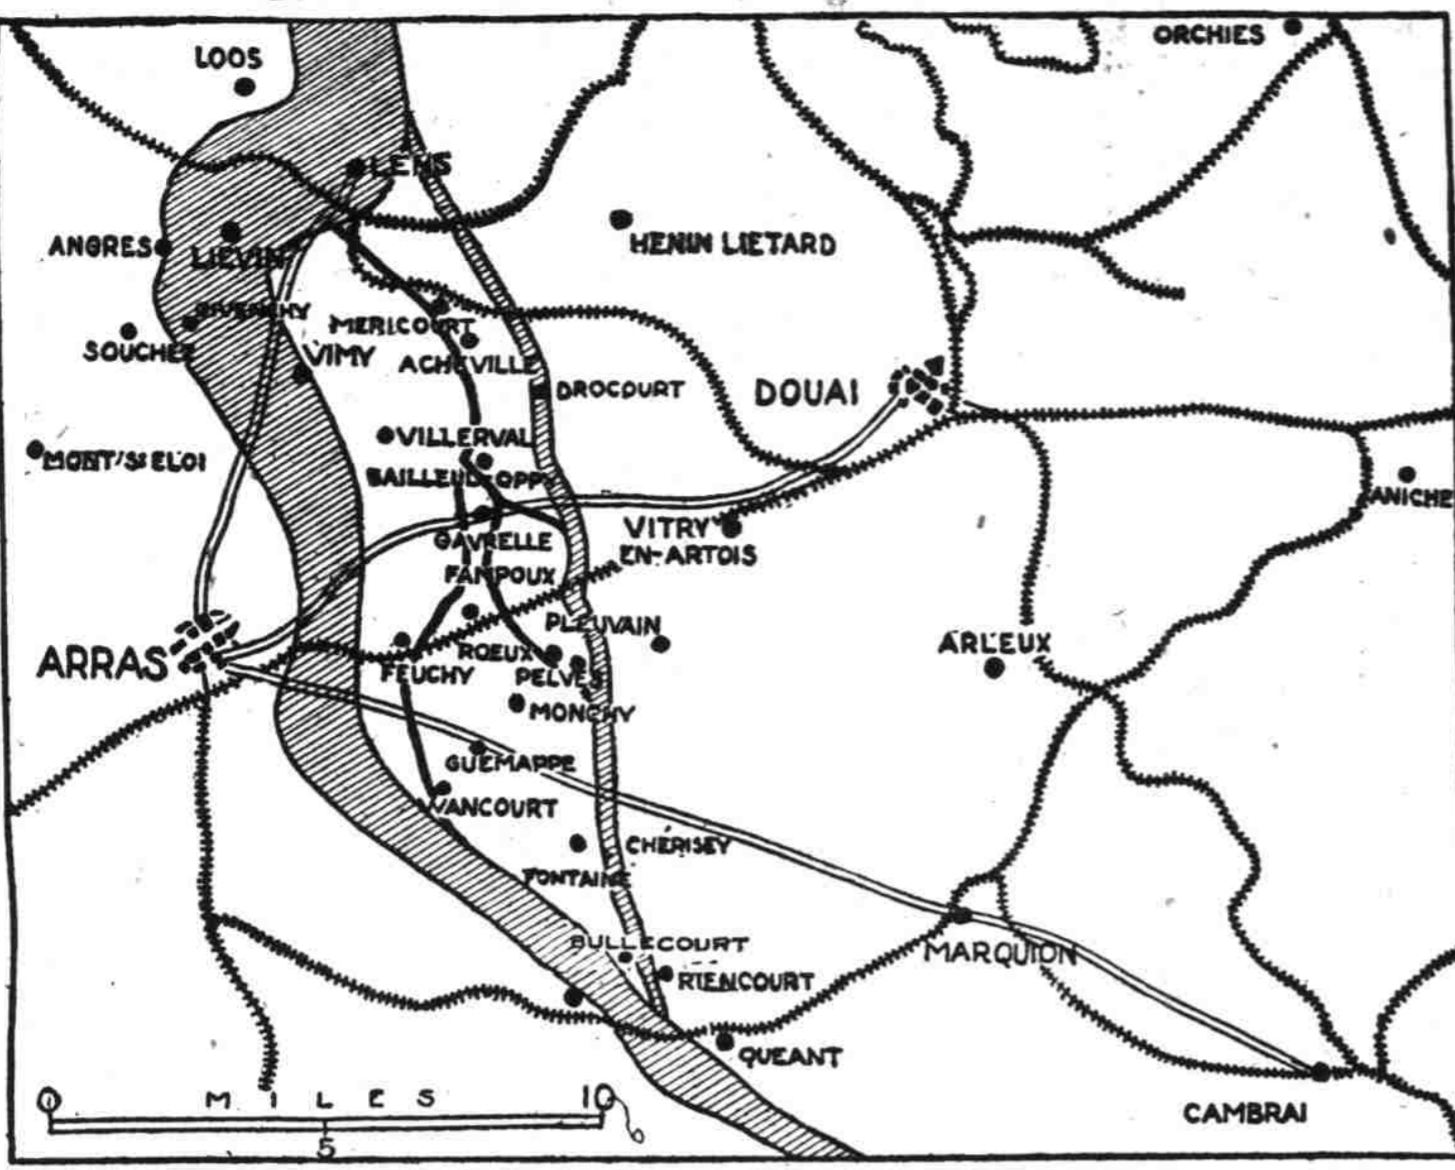 ORCHIES
LOOS
LENS
HENIN LIETARD
ANGRES
LIEVIN
GIVENCHY
MERICOURT
SOUCHEZ
VIMY
ACHEVILLE
DROCOURT
DOUAI
VILLERVAL
MONT ST ELOI
BAILLEUL
OPPY
ANICHE
VITRY
EN-ARTOIS
GAVRELLE
FAMPOUX
PLEUVAIN
ARLEUX
ARRAS
ROEUX
FEUCHY
PELVES
MONCHY
GUEMAPPE
WANCOURT
CHÉRISEY
FONTAINE
BULLECOURT
MARQUION
RIENCOURT
QUEANT
0 MILES 10
5
CAMBRAI